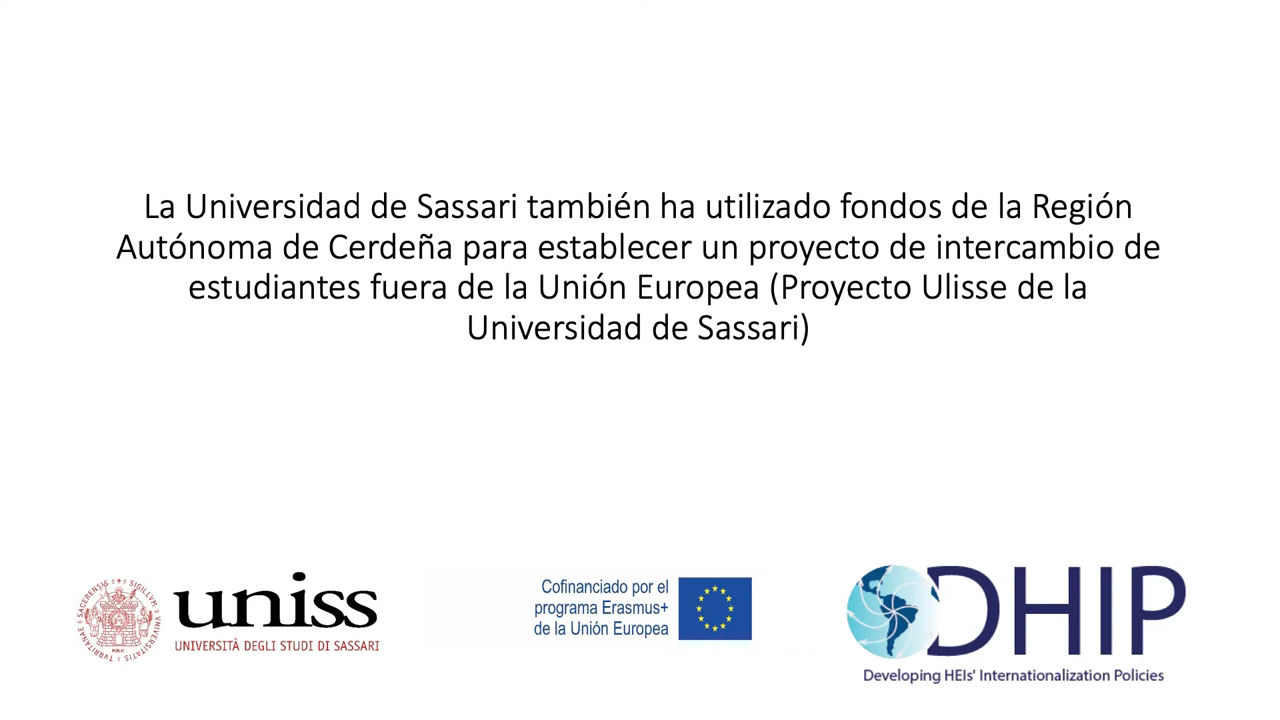 La Universidad de Sassari también ha utilizado fondos de la Región
Autónoma de Cerdeña para establecer un proyecto de intercambio de
estudiantes fuera de la Unión Europea (Proyecto Ulisse de la
Universidad de Sassari)
uniss
UNIVERSITÀ DEGLI STUDI DI SASSARI
Cofinanciado por el
programa Erasmus+
de la Unión Europea
DHIP
Developing HEIs' Internationalization Policies